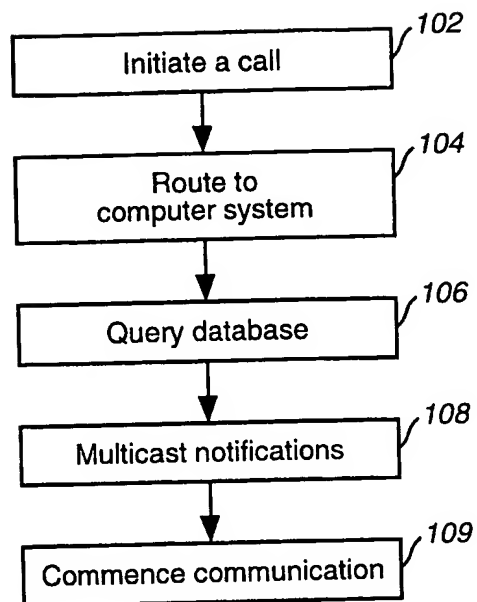 102
Initiate a call
104
Route to
computer system
106
Query database
108
Multicast notifications
109
Commence communication